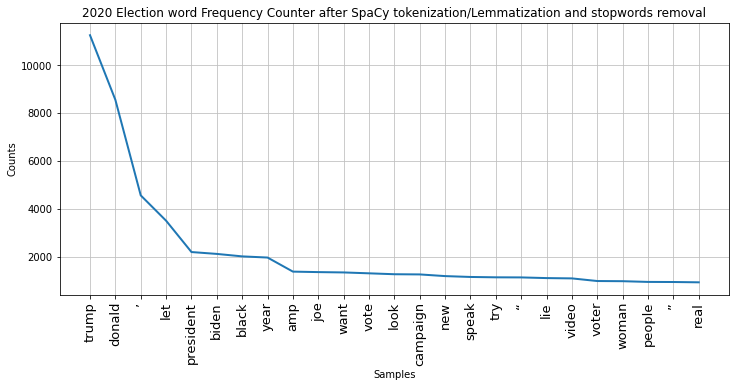 2020 Election word Frequency Counter after SpaCy tokenization/Lemmatization and stopwords removal
Counts
10000
8000
6000
4000
2000
trump
donald
’
let
president
biden
black
year
amp
joe
want
vote
look
campaign
new
speak
try
“
lie
video
voter
woman
people
”
real
Samples